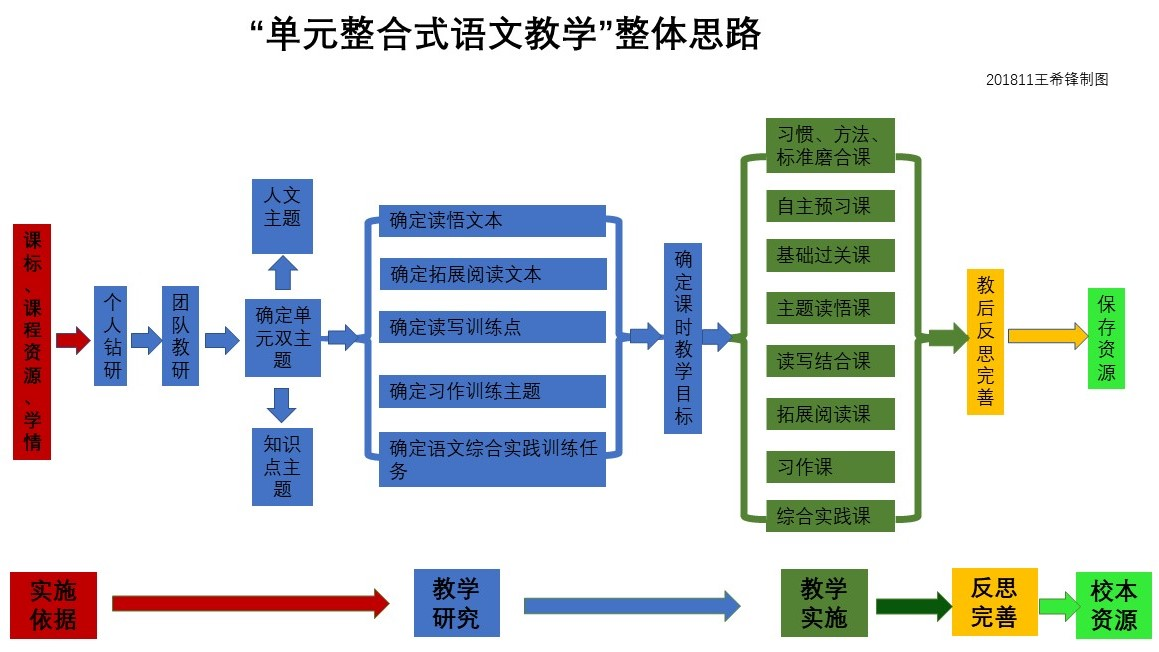 “单元整合式语文教学”整体思路
201811王希锋制图
课标、课程资源、学情
个人钻研
团队教研
人文
主题
确定单
元双主
题
知识
点主
题
确定读悟文本
确定拓展阅读文本
确定读写训练点
确定习作训练主题
确定语文综合实践训练任
务
确定课时教学目标
习惯、方法、
标准磨合课
自主预习课
基础过关课
主题读悟课
读写结合课
拓展阅读课
习作课
综合实践课
教后反思完善
保存资源
实施
依据
教学
研究
教学
实施
反思
完善
校本
资源